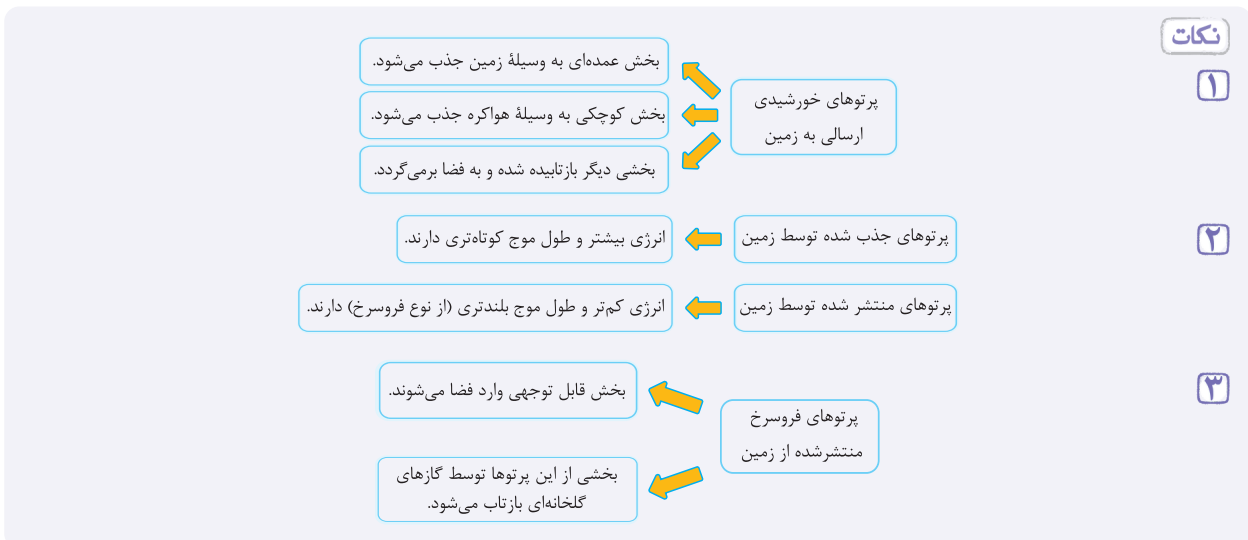 نکات
۱
پرتوهای خورشیدی
ارسالی به زمین
بخش عمده‌ای به وسیلهٔ زمین جذب می‌شود.
بخش کوچکی به وسیلهٔ هواکره جذب می‌شود.
بخشی دیگر بازتابیده شده و به فضا برمی‌گردد.
۲
پرتوهای جذب شده توسط زمین
انرژی بیشتر و طول موج کوتاه‌تری دارند.
پرتوهای منتشر شده توسط زمین
انرژی کم‌تر و طول موج بلندتری (از نوع فروسرخ) دارند.
۳
پرتوهای فروسرخ
منتشرشده از زمین
بخش قابل توجهی وارد فضا می‌شوند.
بخشی از این پرتوها توسط گازهای
گلخانه‌ای بازتاب می‌شود.